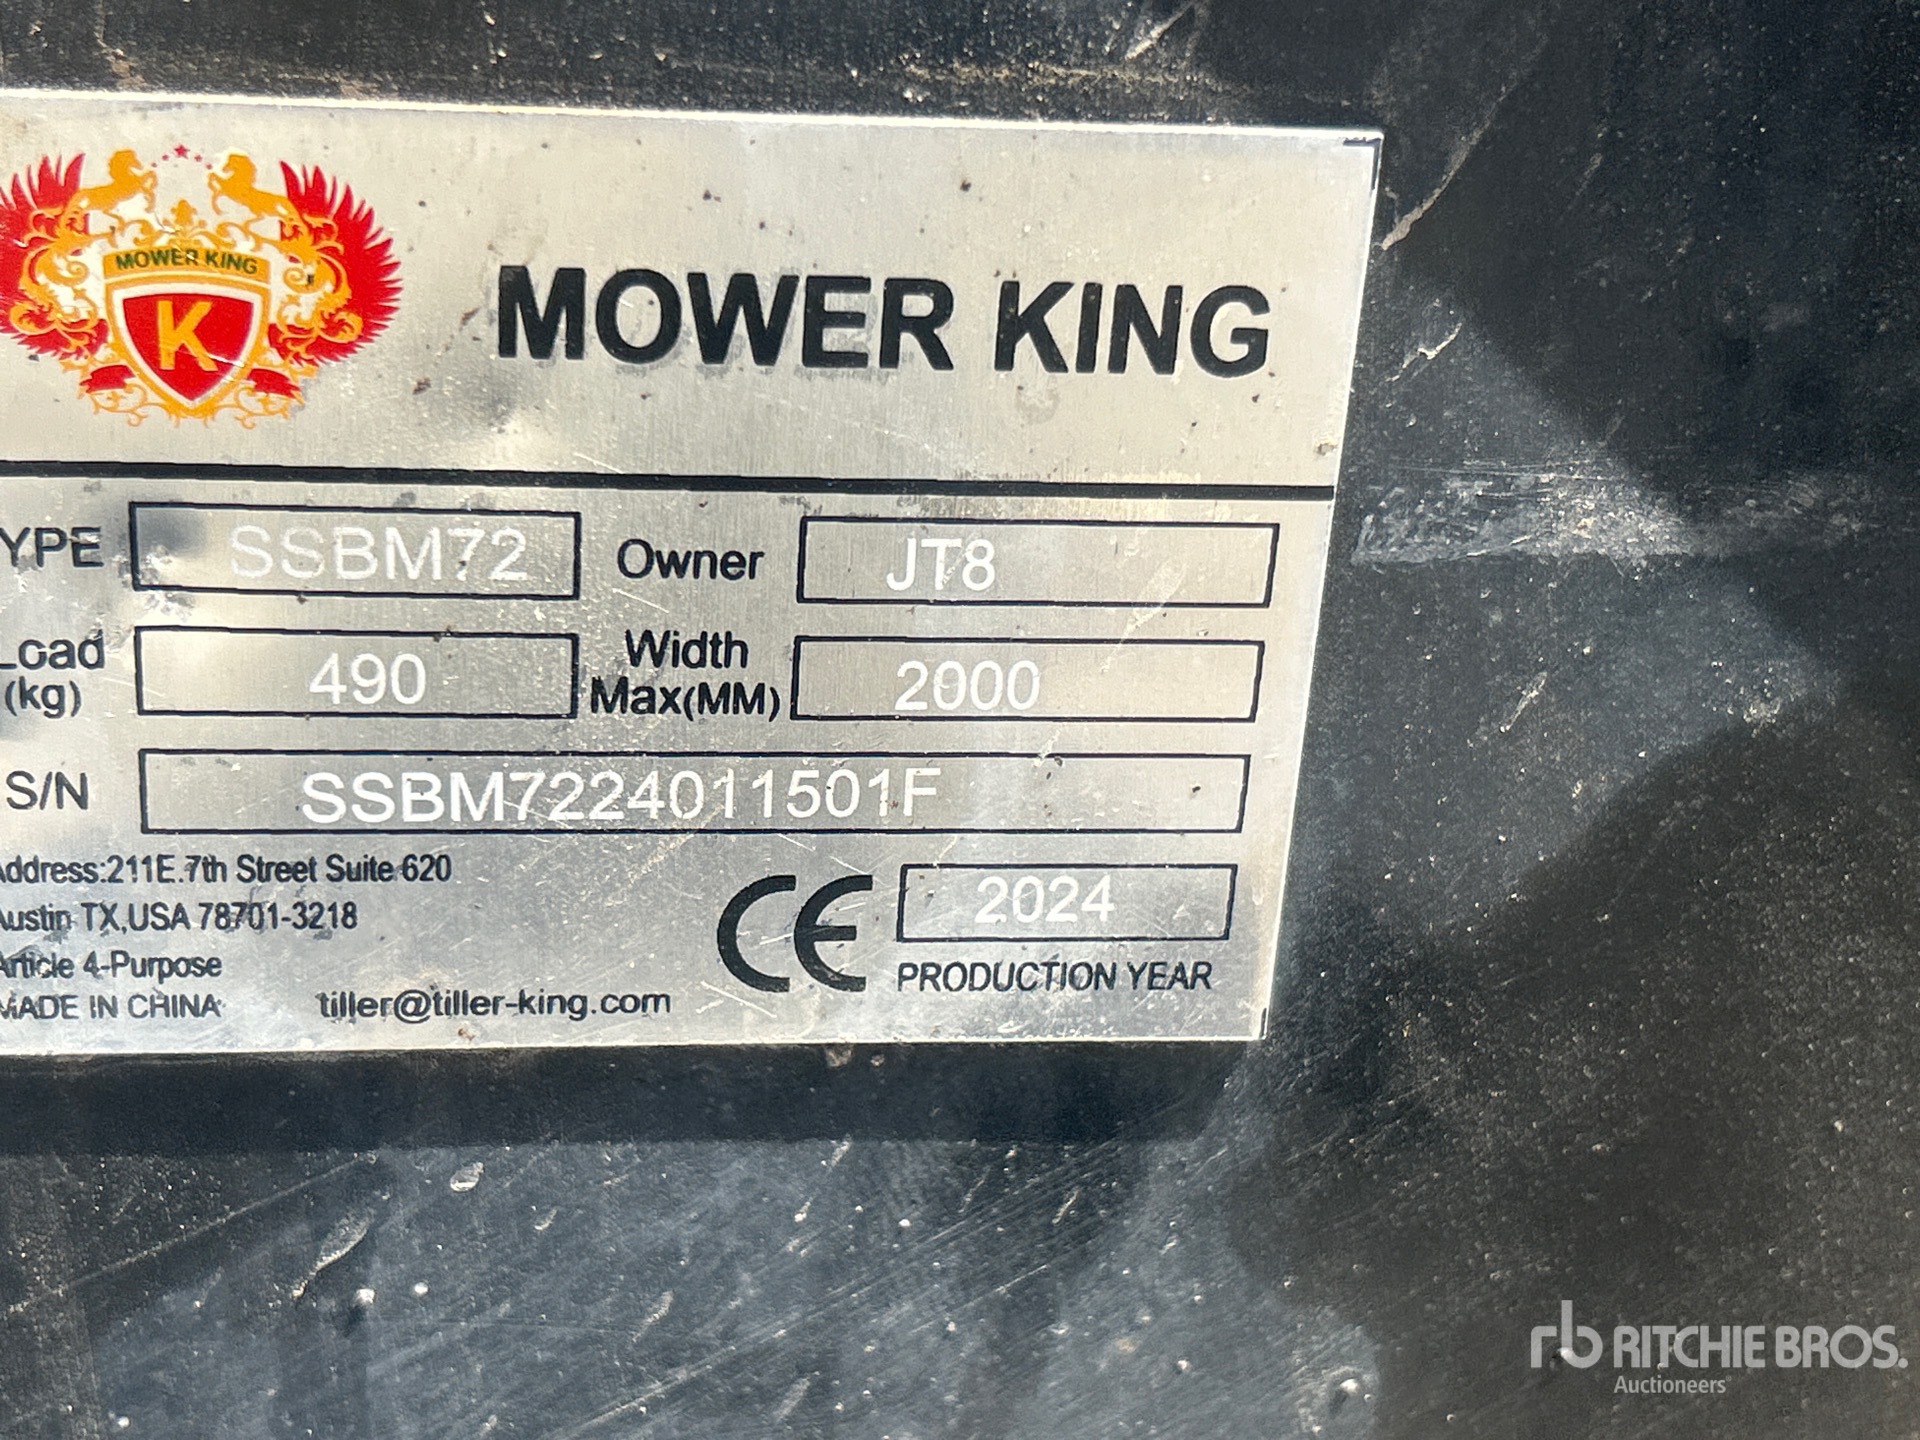 MOWER KING
K
MOWER KING
YPE SSBM72 Owner JT8
Load (kg) 490 Width Max(MM) 2000
S/N SSBM7224011501F
Address:211E.7th Street Suite 620
Austin TX,USA 78701-3218
Article 4-Purpose
MADE IN CHINA tiller@tiller-king.com
CE 2024
PRODUCTION YEAR
rb RITCHIE BROS.
Auctioneers